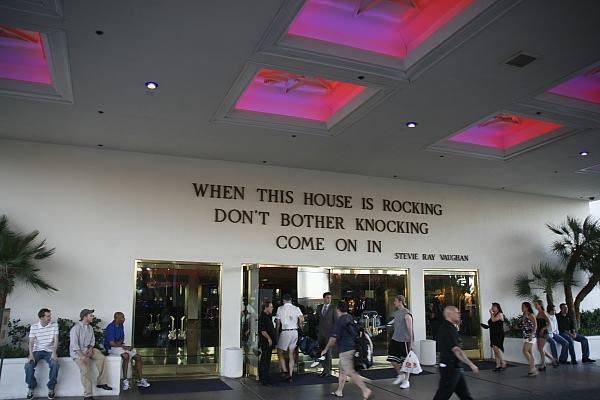 WHEN THIS HOUSE IS ROCKING
DON'T BOTHER KNOCKING
COME ON IN
STEVIE RAY VAUGHAN